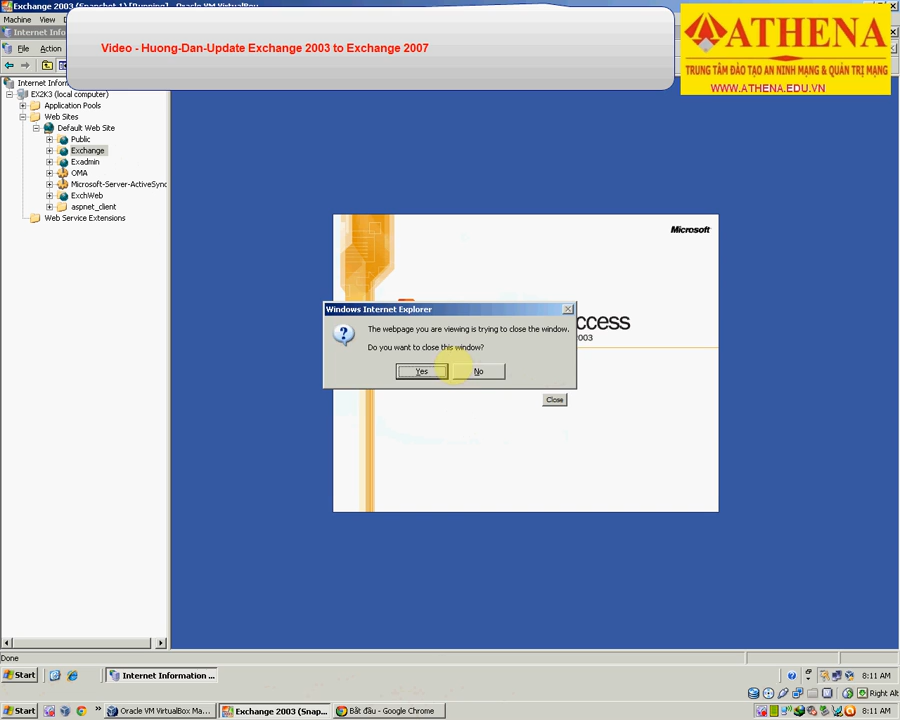 Exchange 2003 (Snapshot 1) [Running] - Oracle VM VirtualBox
Machine View
Internet Info
File Action
Video - Huong-Dan-Update Exchange 2003 to Exchange 2007
ATHENA
TRUNG TÂM ĐÀO TẠO AN NINH MẠNG & QUẢN TRỊ MẠNG
WWW.ATHENA.EDU.VN
Internet Inform
EX2K3 (local computer)
Application Pools
Web Sites
Default Web Site
Public
Exchange
Exadmin
OMA
Microsoft-Server-ActiveSync
ExchWeb
aspnet_client
Web Service Extensions
Microsoft
ccess
2003
Windows Internet Explorer
The webpage you are viewing is trying to close the window.
Do you want to close this window?
Yes
No
Close
Done
Start
Internet Information ...
8:11 AM
Right Alt
Start
Oracle VM VirtualBox Ma...
Exchange 2003 (Snap...
Bắt đầu - Google Chrome
8:11 AM